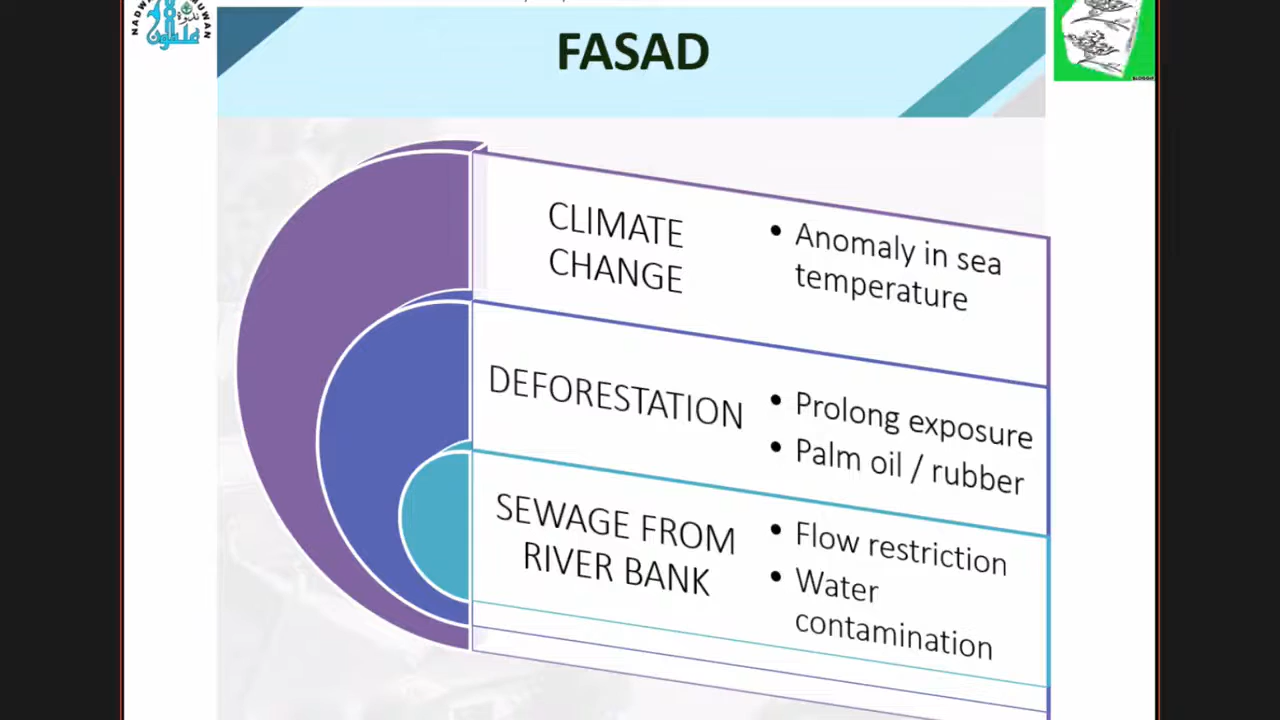 FASAD
CLIMATE
CHANGE
• Anomaly in sea
temperature
DEFORESTATION
• Prolong exposure
• Palm oil / rubber
SEWAGE FROM
RIVER BANK
• Flow restriction
• Water
contamination